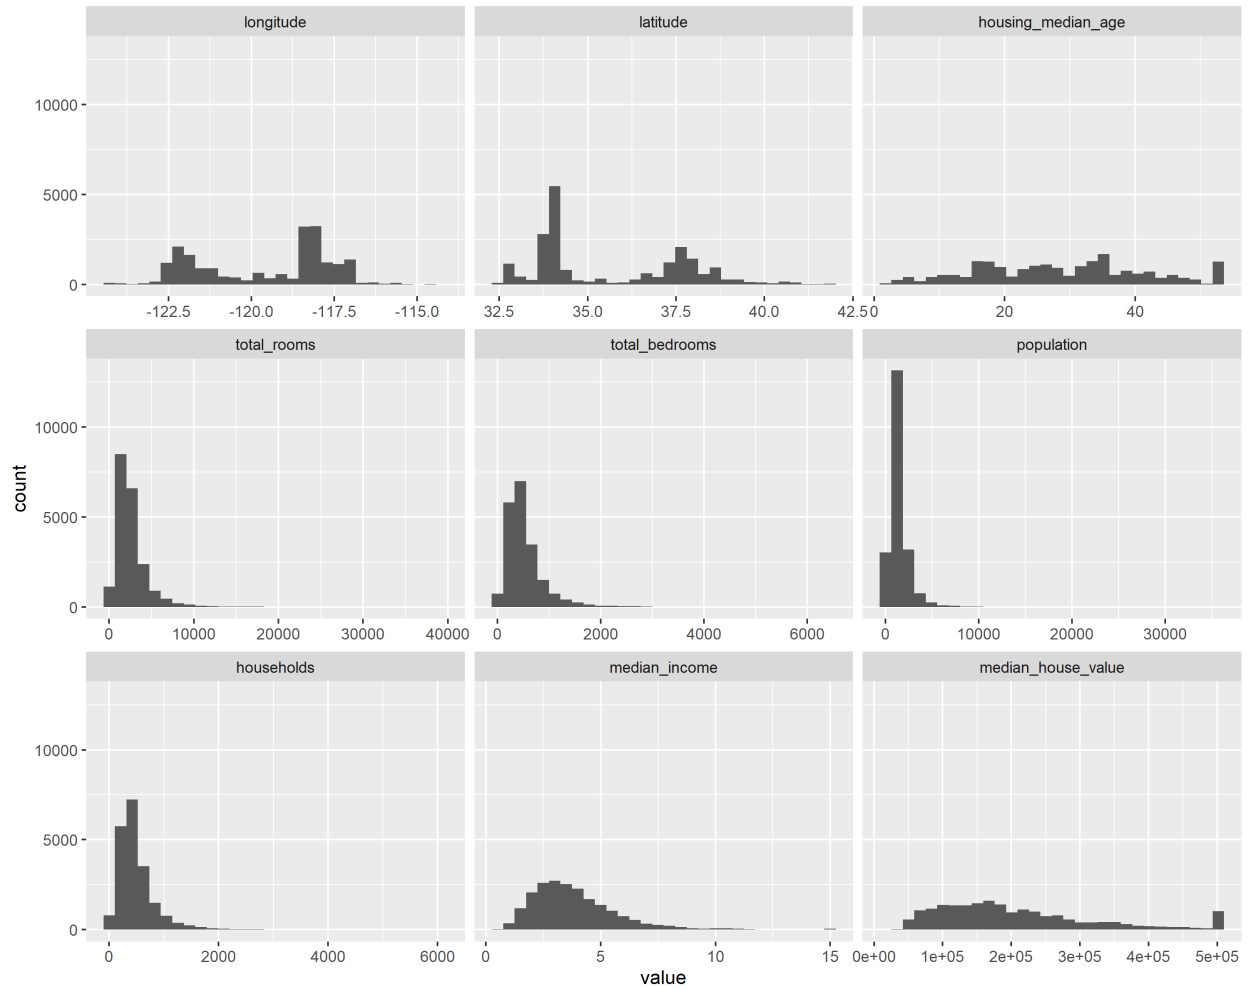 longitude latitude housing_median_age
10000
5000
0
-122.5 -120.0 -117.5 -115.0 32.5 35.0 37.5 40.0 42.5 0 20 40
total_rooms total_bedrooms population
10000
5000
0
0 10000 20000 30000 40000 0 2000 4000 6000 0 10000 20000 30000
count
households median_income median_house_value
10000
5000
0
0 2000 4000 6000 0 5 10 15 0e+00 1e+05 2e+05 3e+05 4e+05 5e+05
value